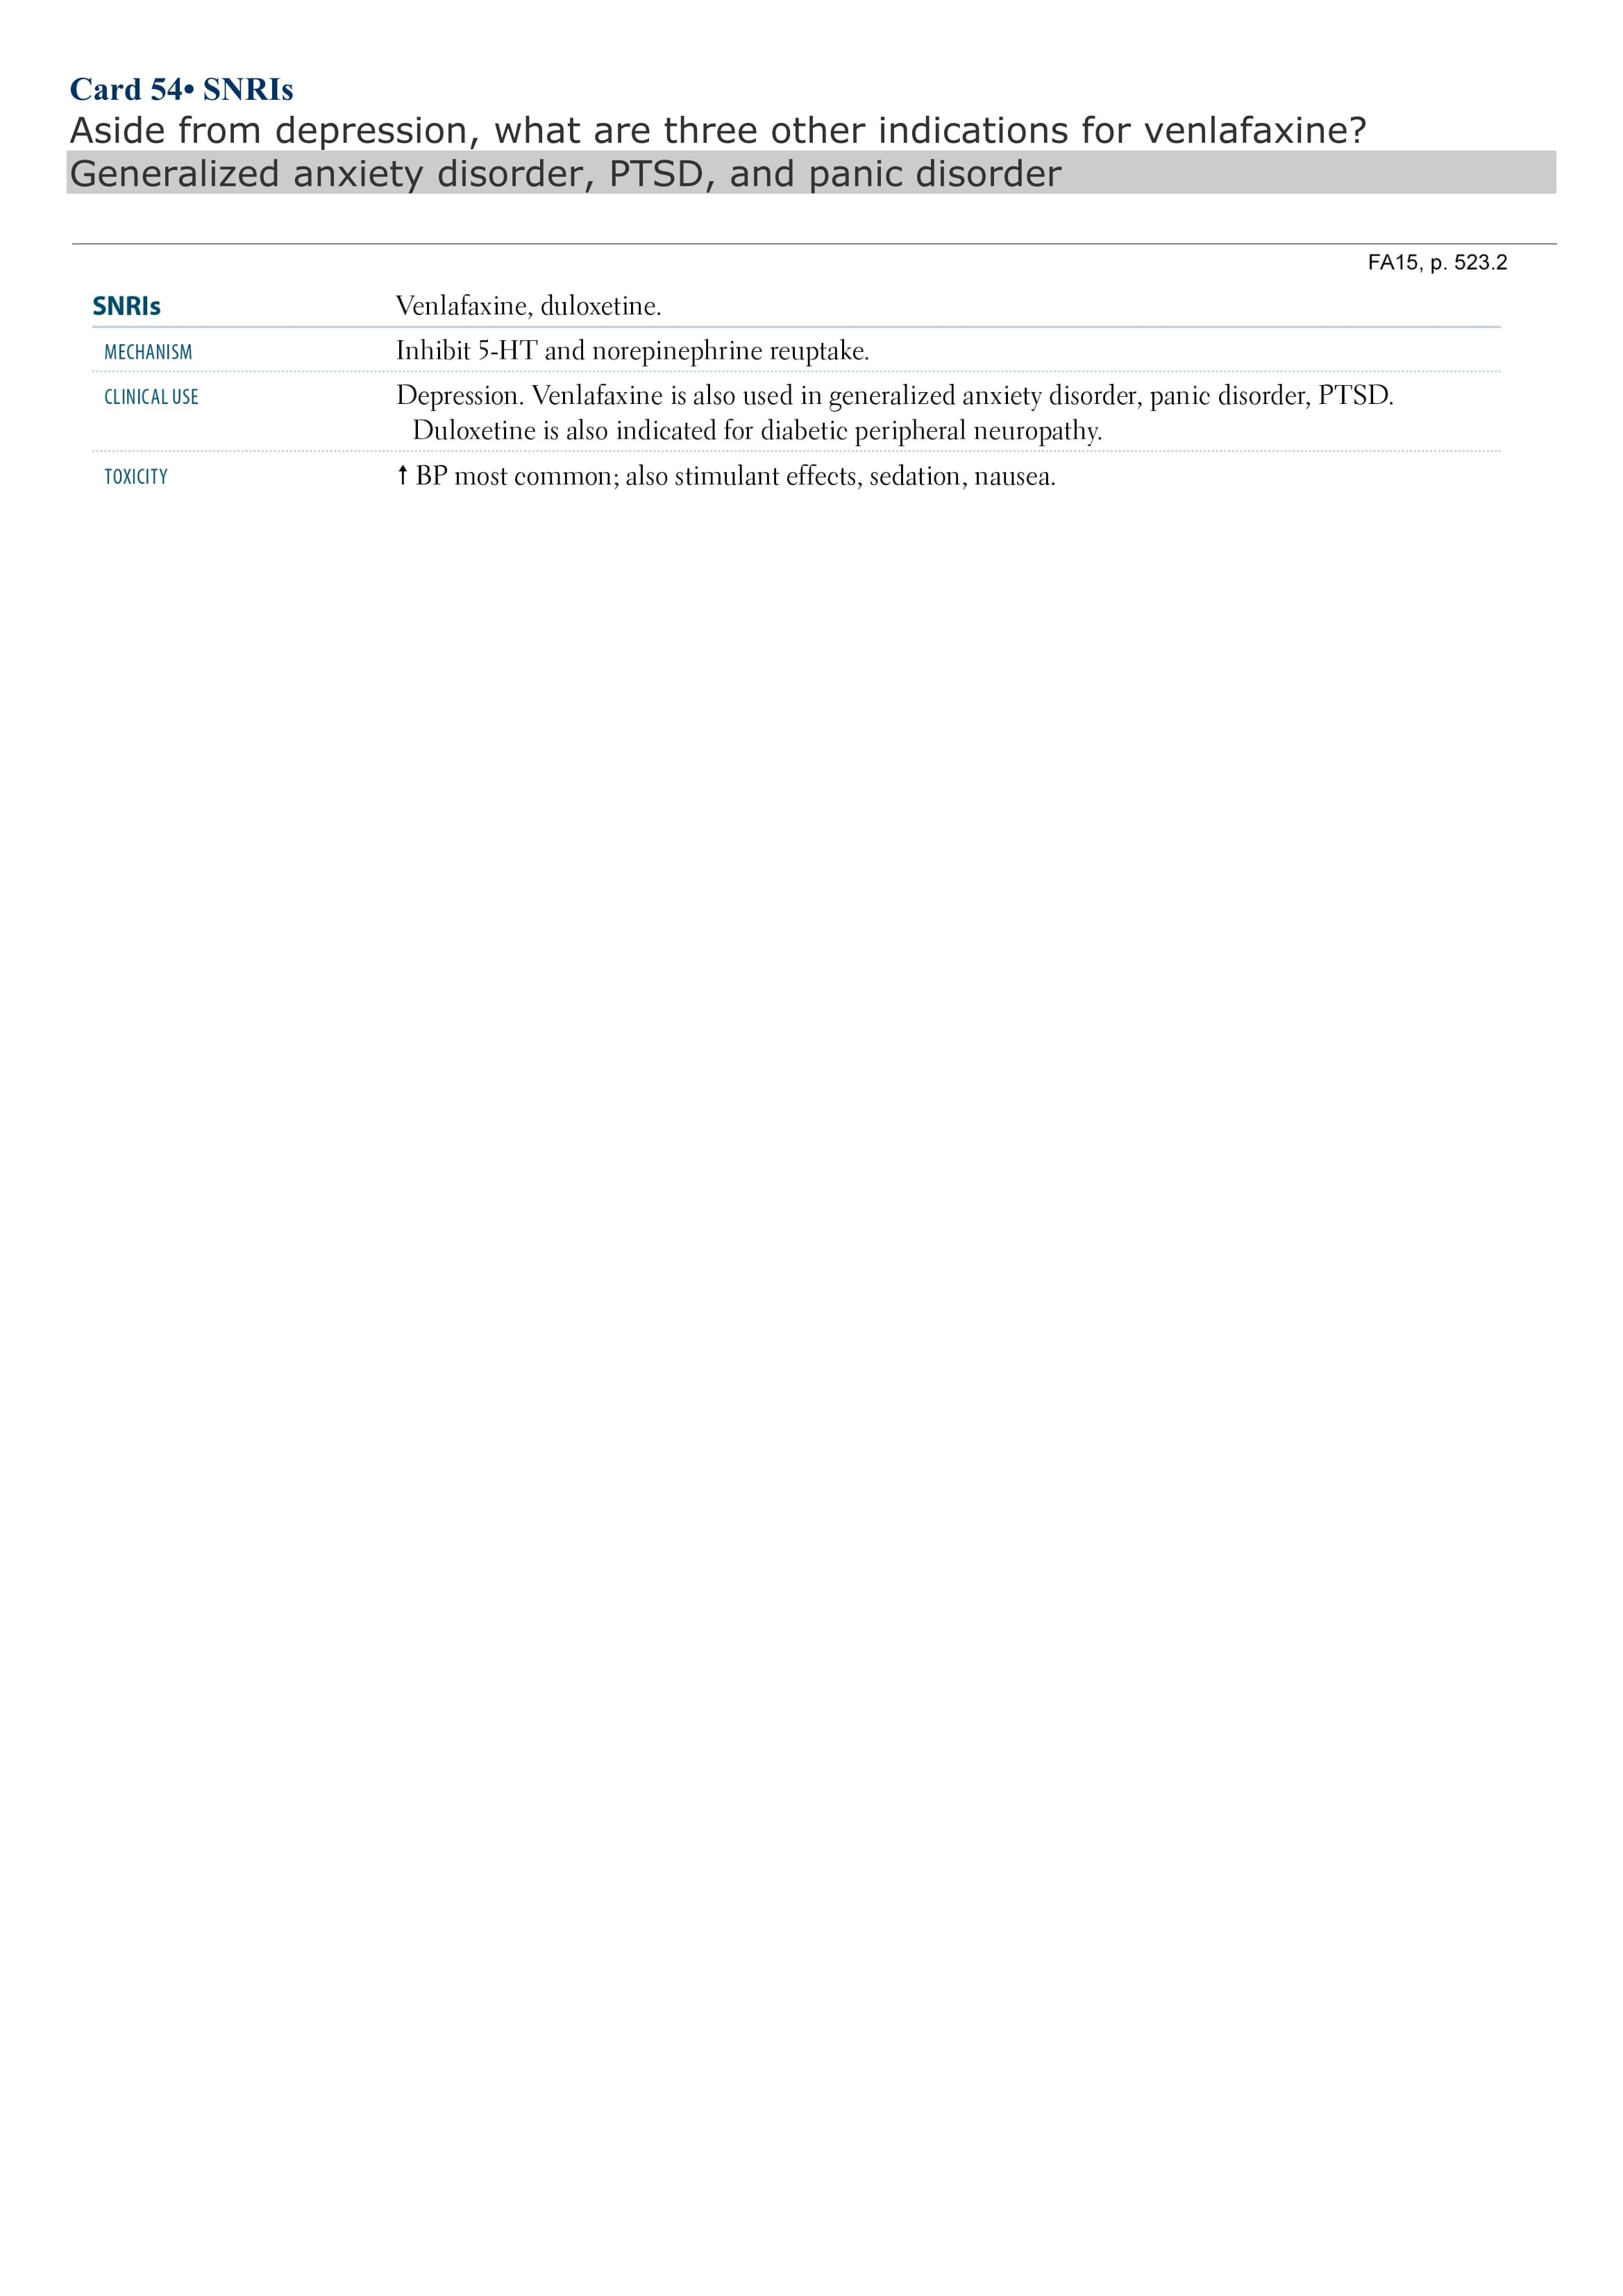 Card 54• SNRIs
Aside from depression, what are three other indications for venlafaxine?
Generalized anxiety disorder, PTSD, and panic disorder
FA15, p. 523.2
SNRIs Venlafaxine, duloxetine.
MECHANISM Inhibit 5-HT and norepinephrine reuptake.
CLINICAL USE Depression. Venlafaxine is also used in generalized anxiety disorder, panic disorder, PTSD.
Duloxetine is also indicated for diabetic peripheral neuropathy.
TOXICITY ↑ BP most common; also stimulant effects, sedation, nausea.